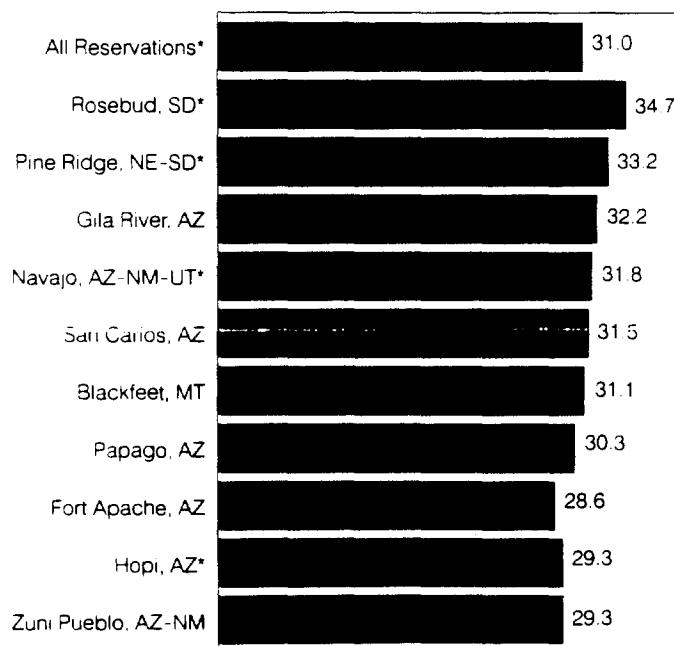 All Reservations* 31.0
Rosebud, SD* 34.7
Pine Ridge, NE-SD* 33.2
Gila River, AZ 32.2
Navajo, AZ-NM-UT* 31.8
San Carlos, AZ 31.5
Blackfeet, MT 31.1
Papago, AZ 30.3
Fort Apache, AZ 28.6
Hopi, AZ* 29.3
Zuni Pueblo, AZ-NM 29.3